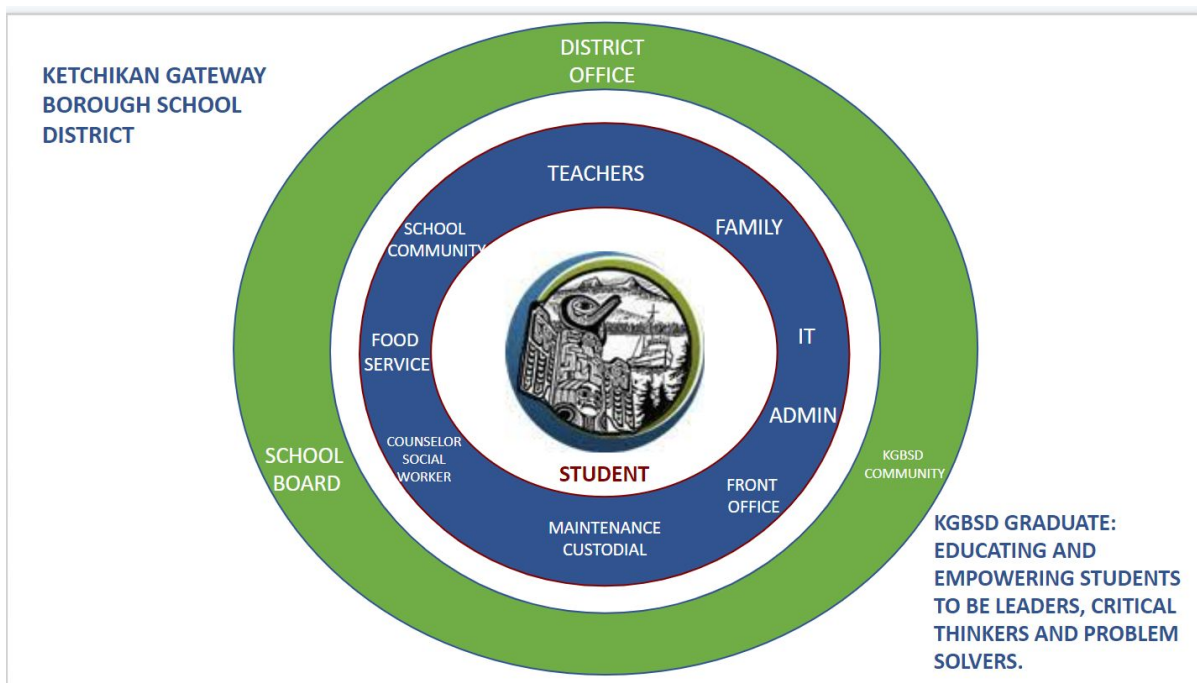 KETCHIKAN GATEWAY
BOROUGH SCHOOL
DISTRICT
DISTRICT
OFFICE
TEACHERS
SCHOOL
COMMUNITY
FAMILY
FOOD
SERVICE
IT
ADMIN
COUNSELOR
SOCIAL
WORKER
SCHOOL
BOARD
STUDENT
FRONT
OFFICE
KGBSD
COMMUNITY
MAINTENANCE
CUSTODIAL
KGBSD GRADUATE:
EDUCATING AND
EMPOWERING STUDENTS
TO BE LEADERS, CRITICAL
THINKERS AND PROBLEM
SOLVERS.